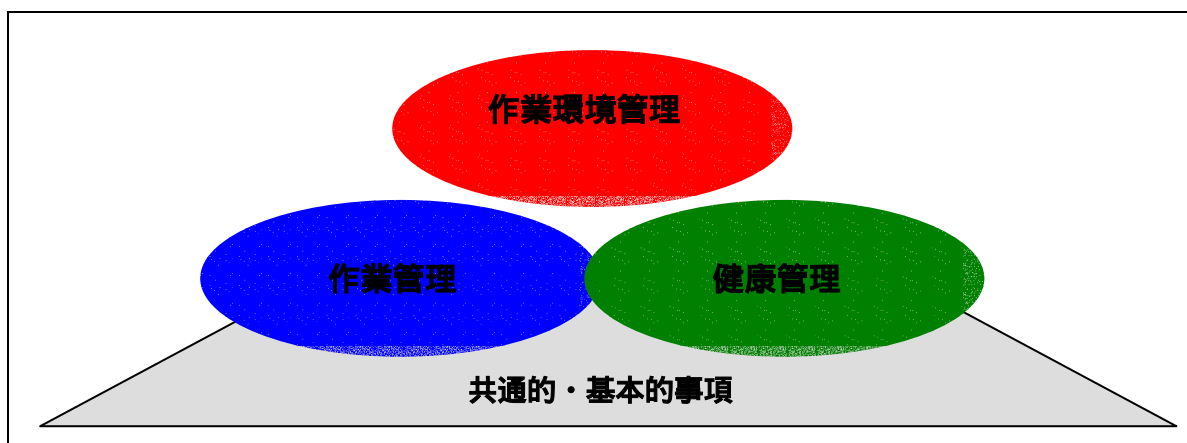 作業環境管理
作業管理
健康管理
共通的・基本的事項